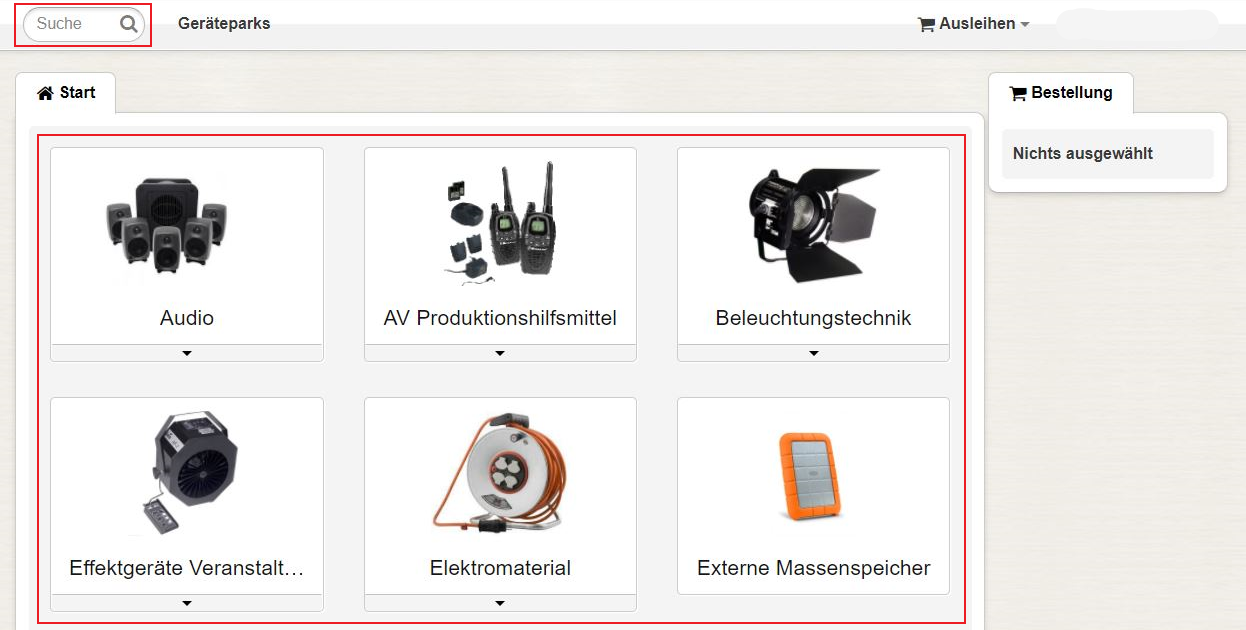 Suche
Geräteparks
Ausleihen
Start
Bestellung
Nichts ausgewählt
Audio
AV Produktionshilfsmittel
Beleuchtungstechnik
Effektgeräte Veranstalt…
Elektromaterial
Externe Massenspeicher